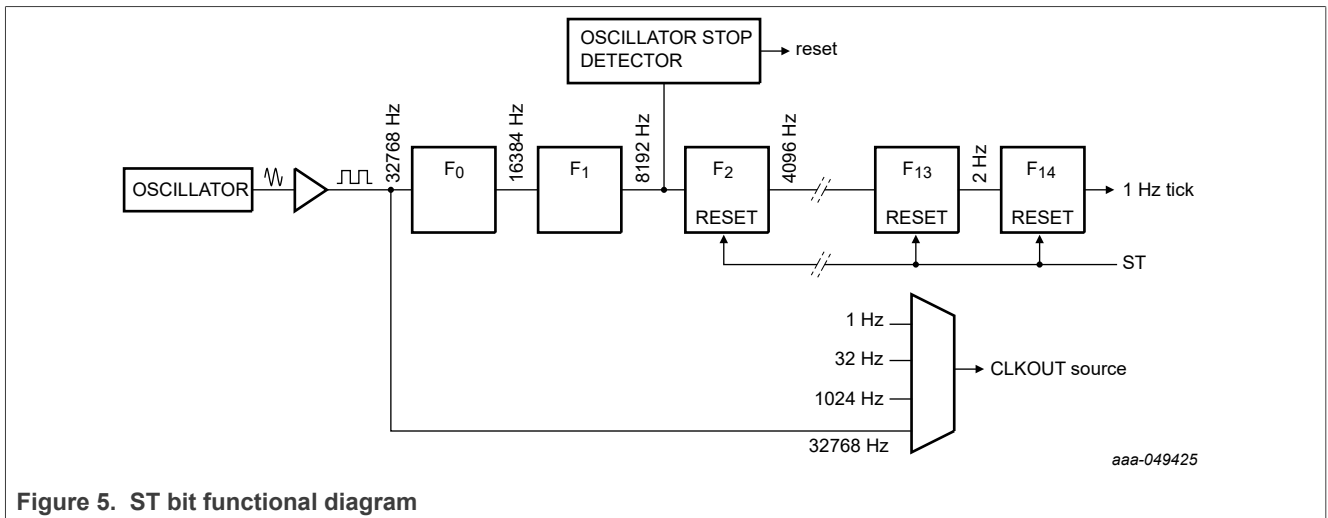 OSCILLATOR STOP
DETECTOR
reset
32768 Hz
16384 Hz
8192 Hz
4096 Hz
2 Hz
OSCILLATOR
F0
F1
F2
RESET
F13
RESET
F14
RESET
1 Hz tick
ST
1 Hz
32 Hz
1024 Hz
32768 Hz
CLKOUT source
aaa-049425
Figure 5. ST bit functional diagram